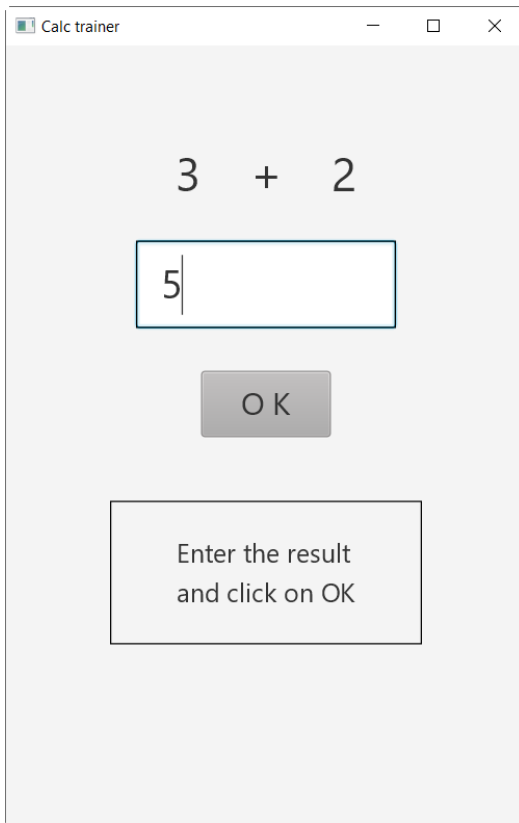 Calc trainer
3 + 2
5
O K
Enter the result
and click on OK